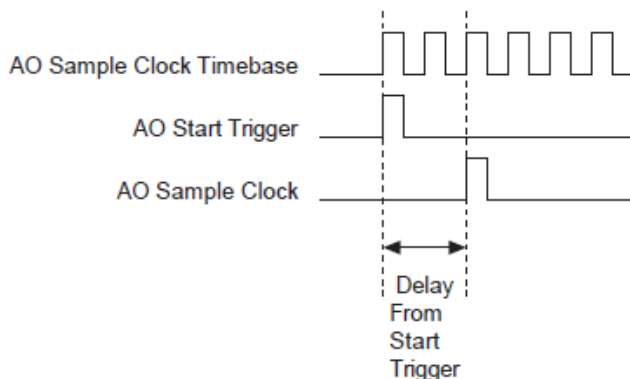 AO Sample Clock Timebase
AO Start Trigger
AO Sample Clock
Delay
From
Start
Trigger